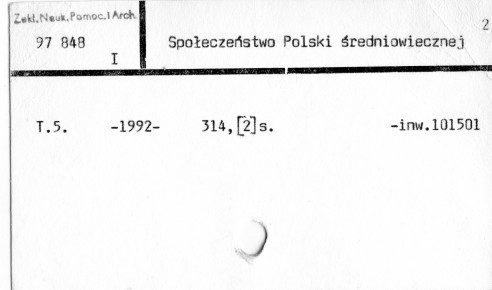 Zakł.Nauk.Pomoc.i Arch.
2
97 848
I
Społeczeństwo Polski średniowiecznej
T.5. -1992- 314,[2]s. -inw.101501